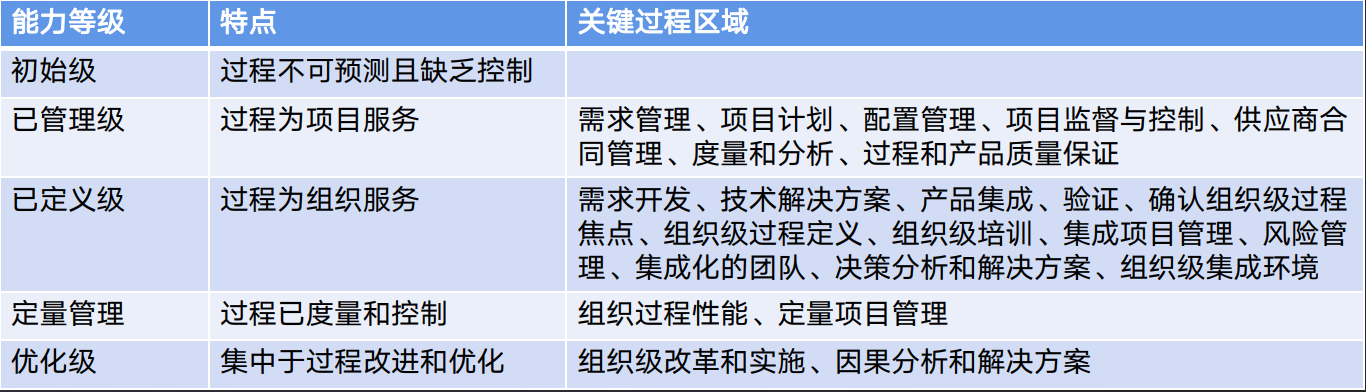 能力等级 特点 关键过程区域
初始级 过程不可预测且缺乏控制
已管理级 过程为项目服务 需求管理、项目计划、配置管理、项目监督与控制、供应商合
同管理、度量和分析、过程和产品质量保证
已定义级 过程为组织服务 需求开发、技术解决方案、产品集成、验证、确认组织级过程
焦点、组织级过程定义、组织级培训、集成项目管理、风险管
理、集成化的团队、决策分析和解决方案、组织级集成环境
定量管理 过程已度量和控制 组织过程性能、定量项目管理
优化级 集中于过程改进和优化 组织级改革和实施、因果分析和解决方案